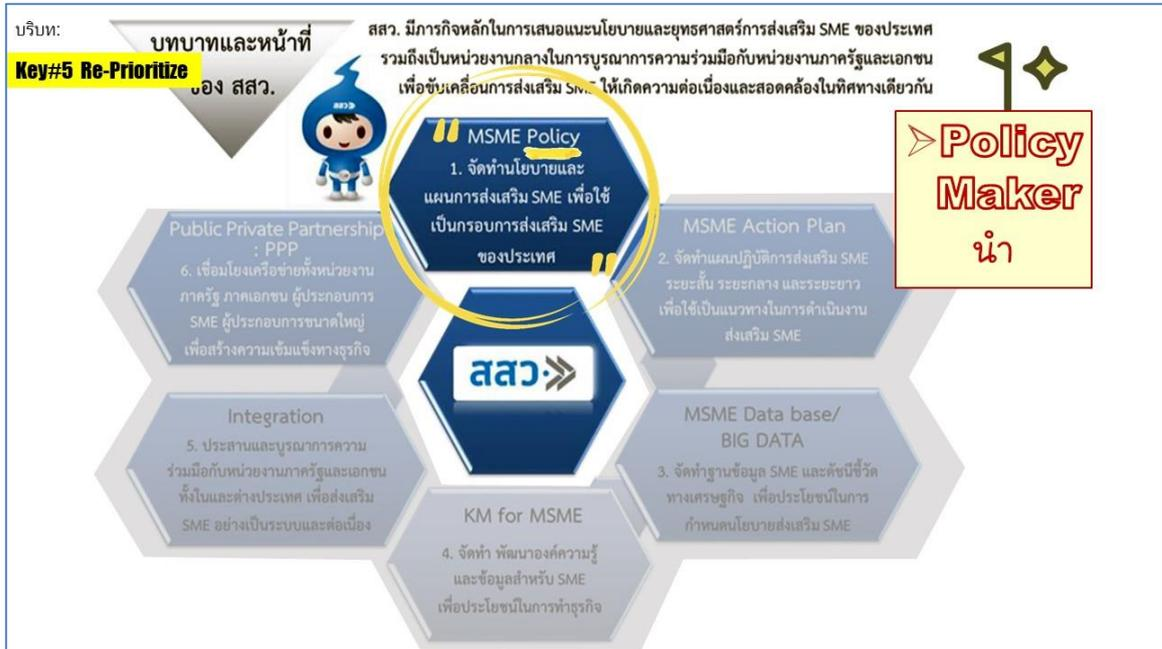 บริบท:
Key#5 Re-Prioritize
บทบาทและหน้าที่
ของ สสว.
สสว. มีภารกิจหลักในการเสนอแนะนโยบายและยุทธศาสตร์การส่งเสริม SME ของประเทศ
รวมถึงเป็นหน่วยงานกลางในการบูรณาการความร่วมมือกับหน่วยงานภาครัฐและเอกชน
เพื่อขับเคลื่อนการส่งเสริม SME ให้เกิดความต่อเนื่องและสอดคล้องในทิศทางเดียวกัน
สสว
MSME Policy
1. จัดทำนโยบายและ
แผนการส่งเสริม SME เพื่อใช้
เป็นกรอบการส่งเสริม SME
ของประเทศ
➢Policy
Maker
นำ
MSME Action Plan
2. จัดทำแผนปฏิบัติการส่งเสริม SME
ระยะสั้น ระยะกลาง และระยะยาว
เพื่อใช้เป็นแนวทางในการดำเนินงาน
ส่งเสริม SME
MSME Data base/
BIG DATA
3. จัดทำฐานข้อมูล SME และดัชนีชี้วัด
ทางเศรษฐกิจ เพื่อประโยชน์ในการ
กำหนดนโยบายส่งเสริม SME
KM for MSME
4. จัดทำ พัฒนาองค์ความรู้
และข้อมูลสำหรับ SME
เพื่อประโยชน์ในการทำธุรกิจ
Integration
5. ประสานและบูรณาการความ
ร่วมมือกับหน่วยงานภาครัฐและเอกชน
ทั้งในและต่างประเทศ เพื่อส่งเสริม
SME อย่างเป็นระบบและต่อเนื่อง
Public Private Partnership
: PPP
6. เชื่อมโยงเครือข่ายทั้งหน่วยงาน
ภาครัฐ ภาคเอกชน ผู้ประกอบการ
SME ผู้ประกอบการขนาดใหญ่
เพื่อสร้างความเข้มแข็งทางธุรกิจ
สสว